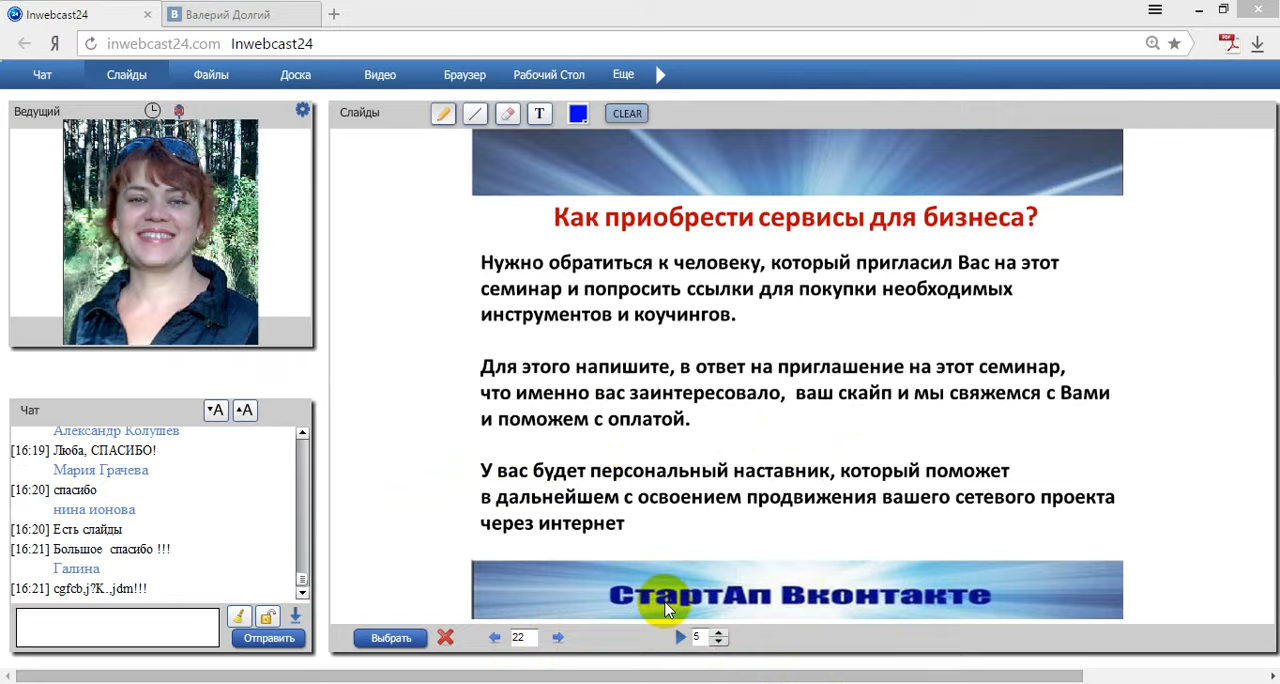 Inwebcast24
Валерий Долгий
inwebcast24.com Inwebcast24
Чат Слайды Файлы Доска Видео Браузер Рабочий Стол Еще
Ведущий
Слайды
T
CLEAR
Как приобрести сервисы для бизнеса?
Нужно обратиться к человеку, который пригласил Вас на этот
семинар и попросить ссылки для покупки необходимых
инструментов и коучингов.
Для этого напишите, в ответ на приглашение на этот семинар,
что именно вас заинтересовало, ваш скайп и мы свяжемся с Вами
и поможем с оплатой.
У вас будет персональный наставник, который поможет
в дальнейшем с освоением продвижения вашего сетевого проекта
через интернет
СтартАп Вконтакте
Чат
▾A ▴A
Александр Колушев
[16:19] Люба, СПАСИБО!
Мария Грачева
[16:20] спасибо
нина ионова
[16:20] Есть слайды
[16:21] Большое спасибо !!!
Галина
[16:21] cgfcb,j?K.,jdm!!!
Отправить
Выбрать
22
5